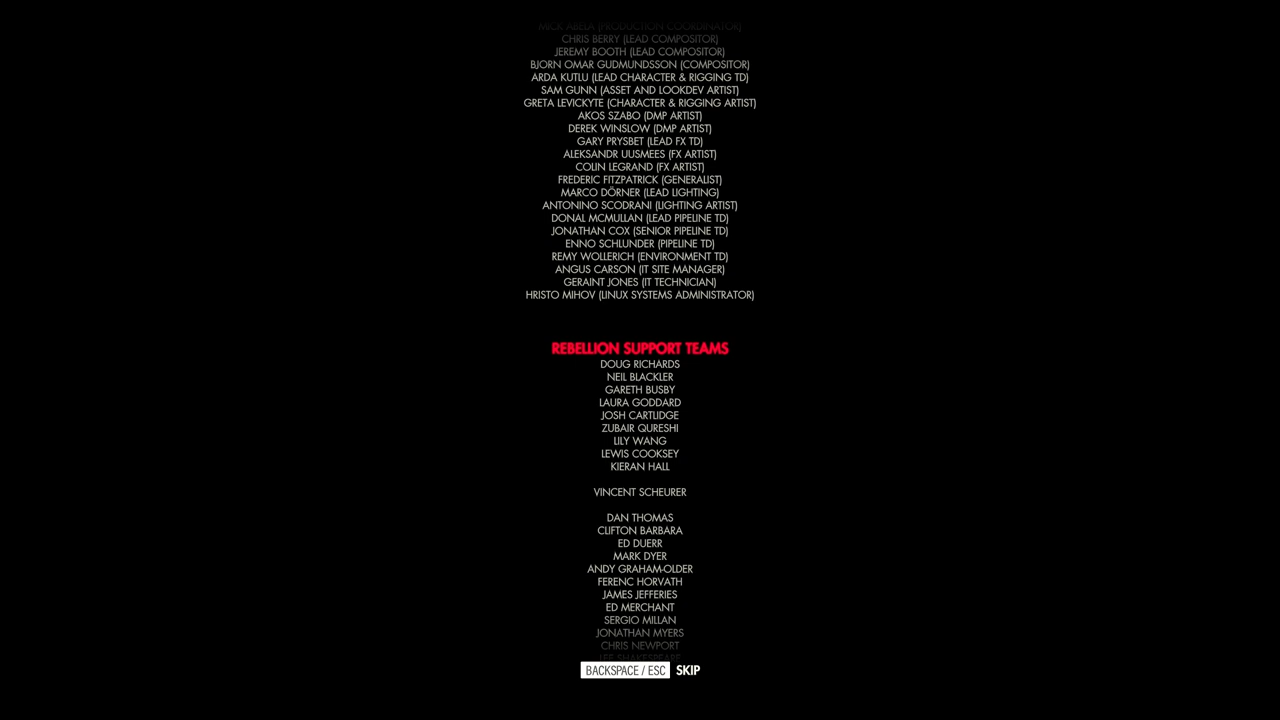 MICK ABELA (PRODUCTION COORDINATOR)
CHRIS BERRY (LEAD COMPOSITOR)
JEREMY BOOTH (LEAD COMPOSITOR)
BJORN OMAR GUDMUNDSSON (COMPOSITOR)
ARDA KUTLU (LEAD CHARACTER & RIGGING TD)
SAM GUNN (ASSET AND LOOKDEV ARTIST)
GRETA LEVICKYTE (CHARACTER & RIGGING ARTIST)
AKOS SZABO (DMP ARTIST)
DEREK WINSLOW (DMP ARTIST)
GARY PRYSBET (LEAD FX TD)
ALEKSANDR UUSMEES (FX ARTIST)
COLIN LEGRAND (FX ARTIST)
FREDERIC FITZPATRICK (GENERALIST)
MARCO DÖRNER (LEAD LIGHTING)
ANTONINO SCODRANI (LIGHTING ARTIST)
DONAL MCMULLAN (LEAD PIPELINE TD)
JONATHAN COX (SENIOR PIPELINE TD)
ENNO SCHLUNDER (PIPELINE TD)
REMY WOLLERICH (ENVIRONMENT TD)
ANGUS CARSON (IT SITE MANAGER)
GERAINT JONES (IT TECHNICIAN)
HRISTO MIHOV (LINUX SYSTEMS ADMINISTRATOR)
REBELLION SUPPORT TEAMS
DOUG RICHARDS
NEIL BLACKLER
GARETH BUSBY
LAURA GODDARD
JOSH CARTLIDGE
ZUBAIR QURESHI
LILY WANG
LEWIS COOKSEY
KIERAN HALL
VINCENT SCHEURER
DAN THOMAS
CLIFTON BARBARA
ED DUERR
MARK DYER
ANDY GRAHAM-OLDER
FERENC HORVATH
JAMES JEFFERIES
ED MERCHANT
SERGIO MILLAN
JONATHAN MYERS
CHRIS NEWPORT
BACKSPACE / ESC SKIP